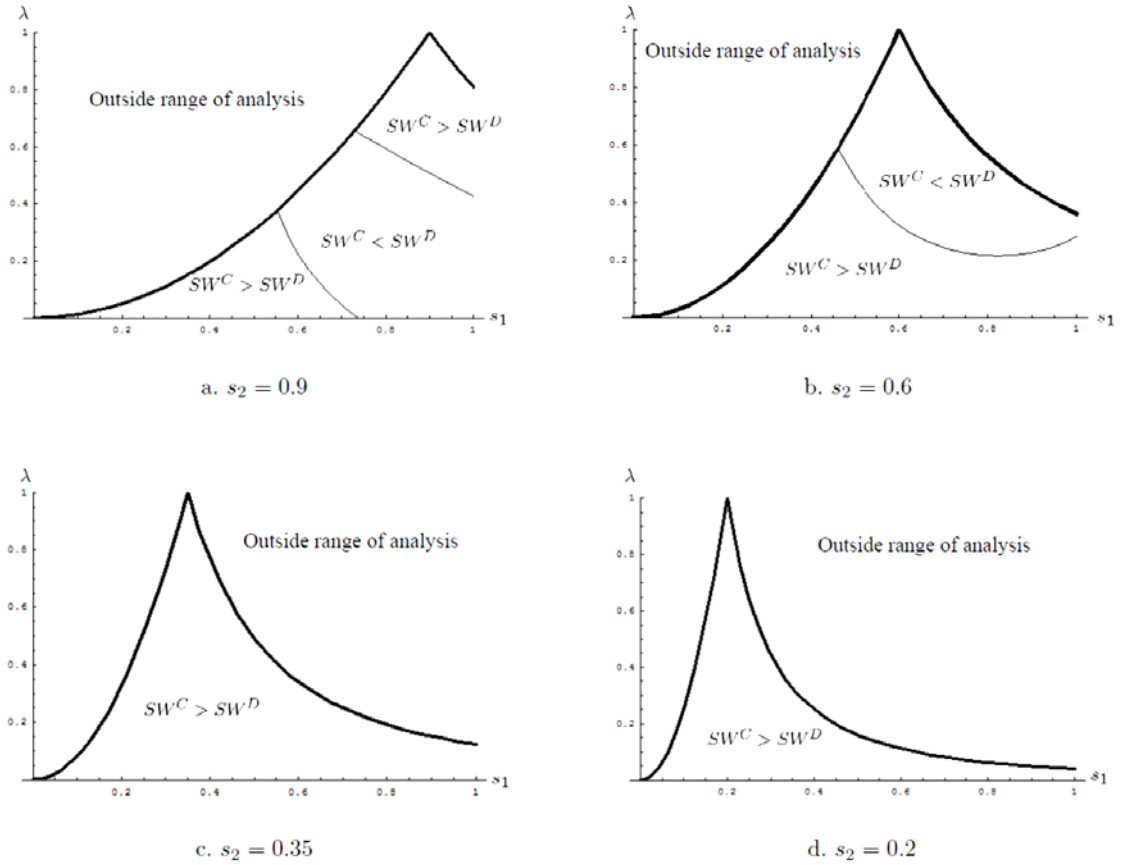 λ
1
Outside range of analysis
0.8
SW^C > SW^D
0.6
0.4
SW^C < SW^D
SW^C > SW^D
0.2
0.2 0.4 0.6 0.8 1 s₁
a. s₂ = 0.9
λ
1
Outside range of analysis
0.8
0.6
SW^C < SW^D
0.4
0.2
SW^C > SW^D
0.2 0.4 0.6 0.8 1 s₁
b. s₂ = 0.6
λ
1
Outside range of analysis
0.8
0.6
0.4
SW^C > SW^D
0.2
0.2 0.4 0.6 0.8 1 s₁
c. s₂ = 0.35
λ
1
Outside range of analysis
0.8
0.6
0.4
0.2
SW^C > SW^D
0.2 0.4 0.6 0.8 1 s₁
d. s₂ = 0.2